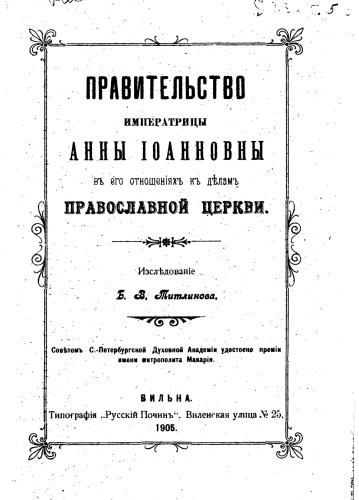 ПРАВИТЕЛЬСТВО
ИМПЕРАТРИЦЫ
АННЫ ІОАННОВНЫ
въ его отношеніяхъ къ дѣламъ
ПРАВОСЛАВНОЙ ЦЕРКВИ.
Изслѣдованіе
Б. В. Титлинова.
Совѣтомъ С.-Петербургской Духовной Академіи удостоено преміи
имени митрополита Макарія.
ВИЛЬНА.
Типографія „Русскій Починъ“. Виленская улица № 25.
1905.